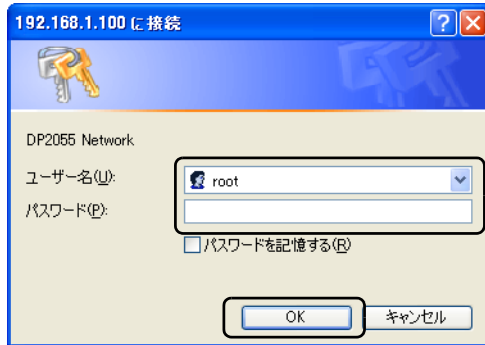 192.168.1.100 に接続
DP2055 Network
ユーザー名(U):
root
パスワード(P):
パスワードを記憶する(R)
OK
キャンセル